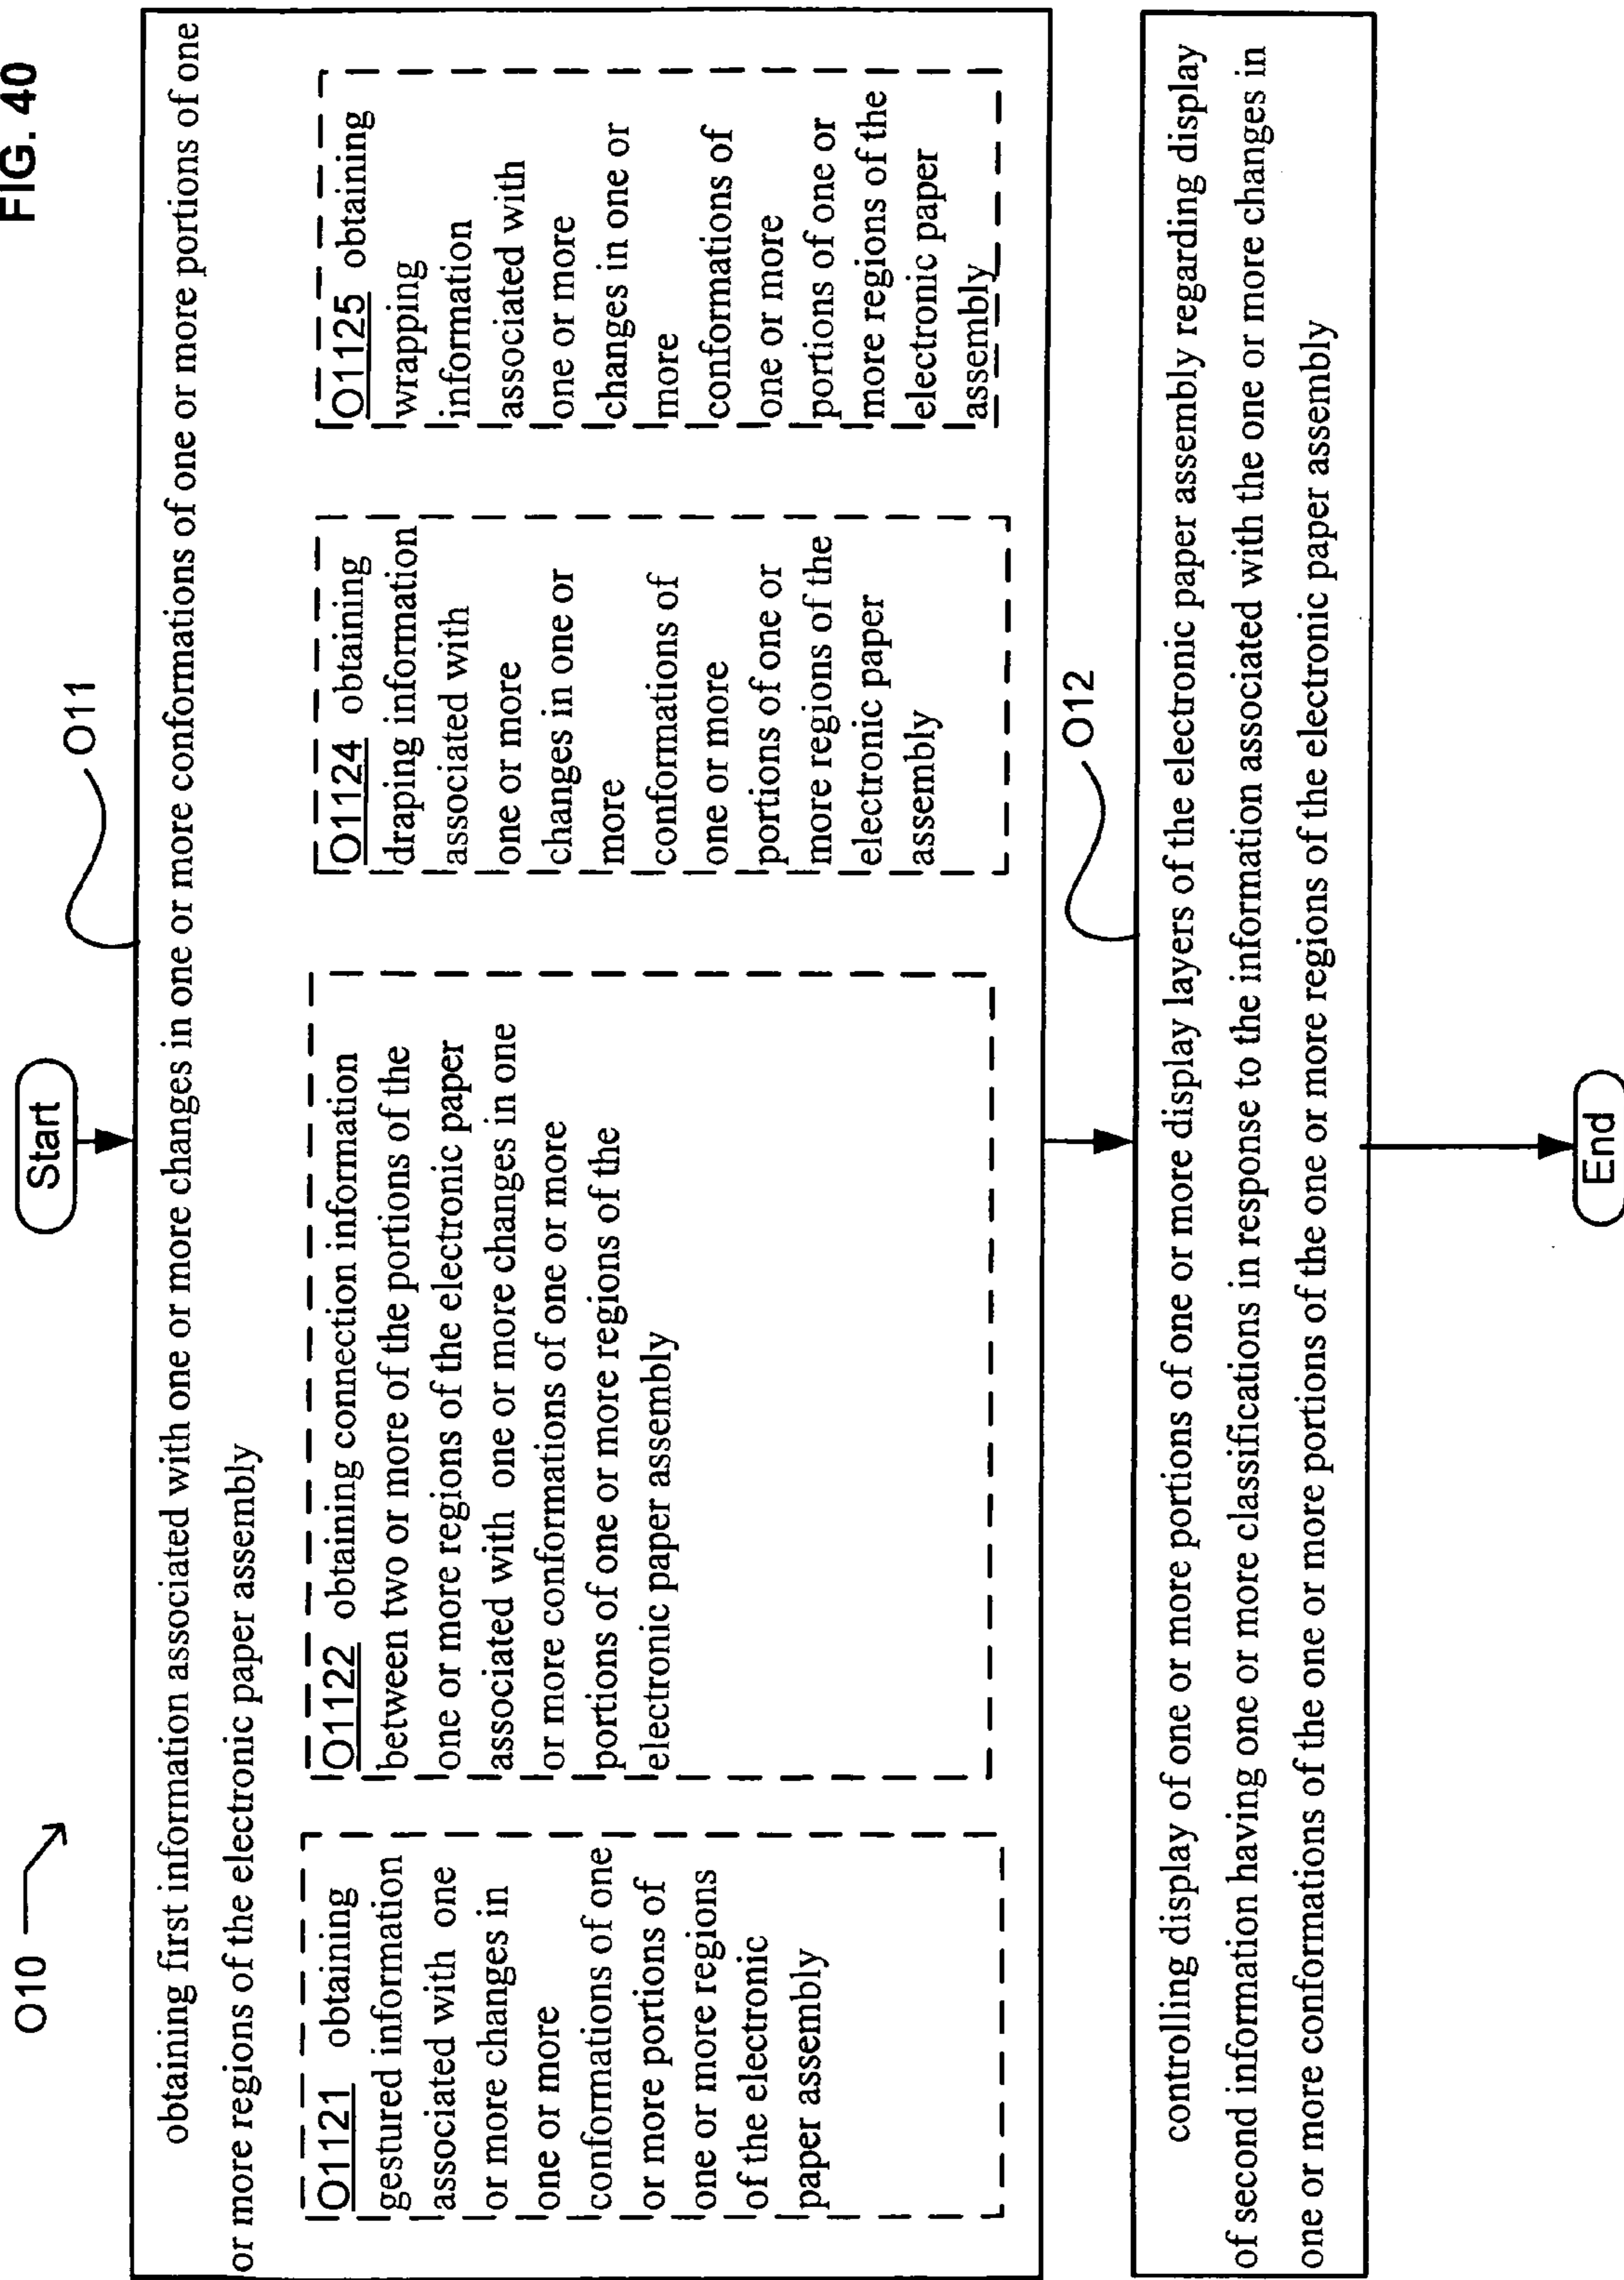 FIG. 40
O10
Start
O11
obtaining first information associated with one or more changes in one or more conformations of one or more portions of one
or more regions of the electronic paper assembly
O1121 obtaining
gestured information
associated with one
or more changes in
one or more
conformations of one
or more portions of
one or more regions
of the electronic
paper assembly
O1122 obtaining connection information
between two or more of the portions of the
one or more regions of the electronic paper
associated with one or more changes in one
or more conformations of one or more
portions of one or more regions of the
electronic paper assembly
O1124 obtaining
draping information
associated with
one or more
changes in one or
more
conformations of
one or more
portions of one or
more regions of the
electronic paper
assembly
O1125 obtaining
wrapping
information
associated with
one or more
changes in one or
more
conformations of
one or more
portions of one or
more regions of the
electronic paper
assembly
O12
controlling display of one or more portions of one or more display layers of the electronic paper assembly regarding display
of second information having one or more classifications in response to the information associated with the one or more changes in
one or more conformations of the one or more portions of the one or more regions of the electronic paper assembly
End